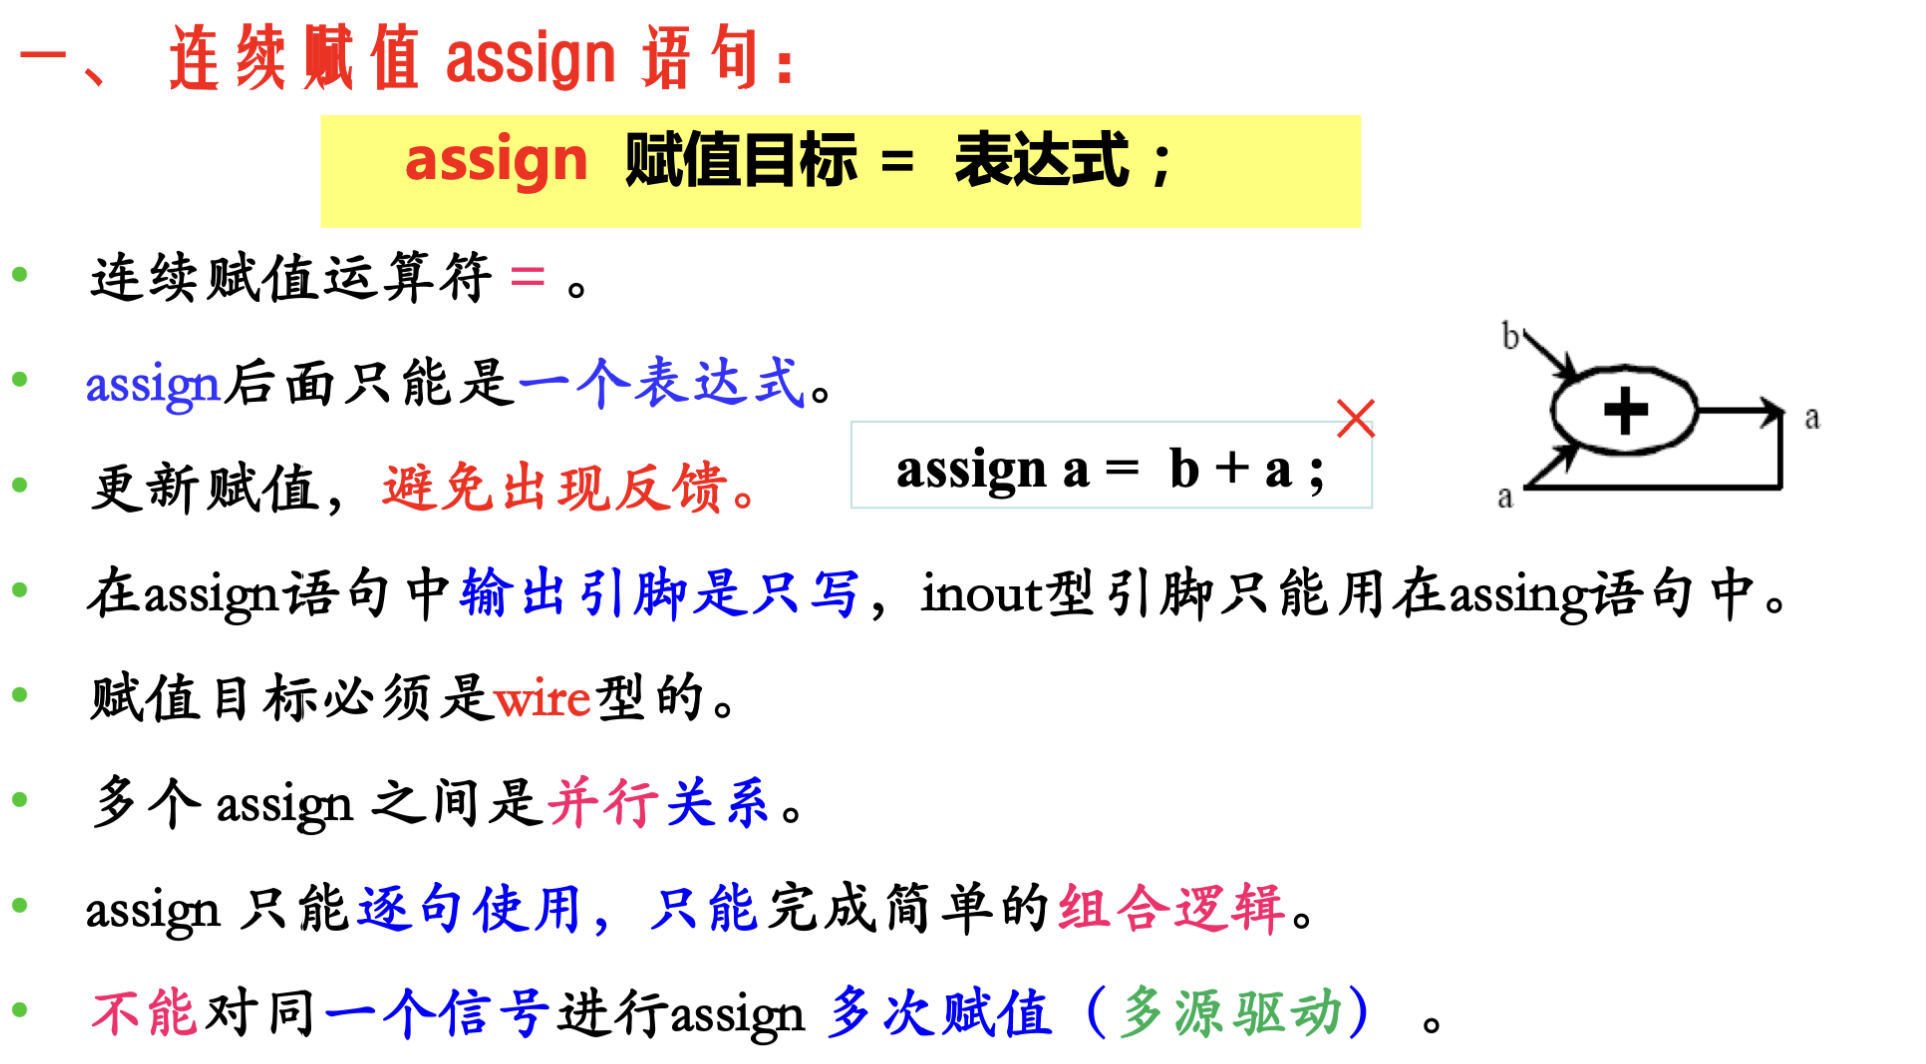 一、 连续赋值 assign 语句：
assign 赋值目标 = 表达式；
• 连续赋值运算符 = 。
• assign后面只能是一个表达式。
• 更新赋值，避免出现反馈。
assign a = b + a ;
b
+
a
a
• 在assign语句中输出引脚是只写，inout型引脚只能用在assing语句中。
• 赋值目标必须是wire型的。
• 多个 assign 之间是并行关系。
• assign 只能逐句使用，只能完成简单的组合逻辑。
• 不能对同一个信号进行assign 多次赋值（多源驱动） 。